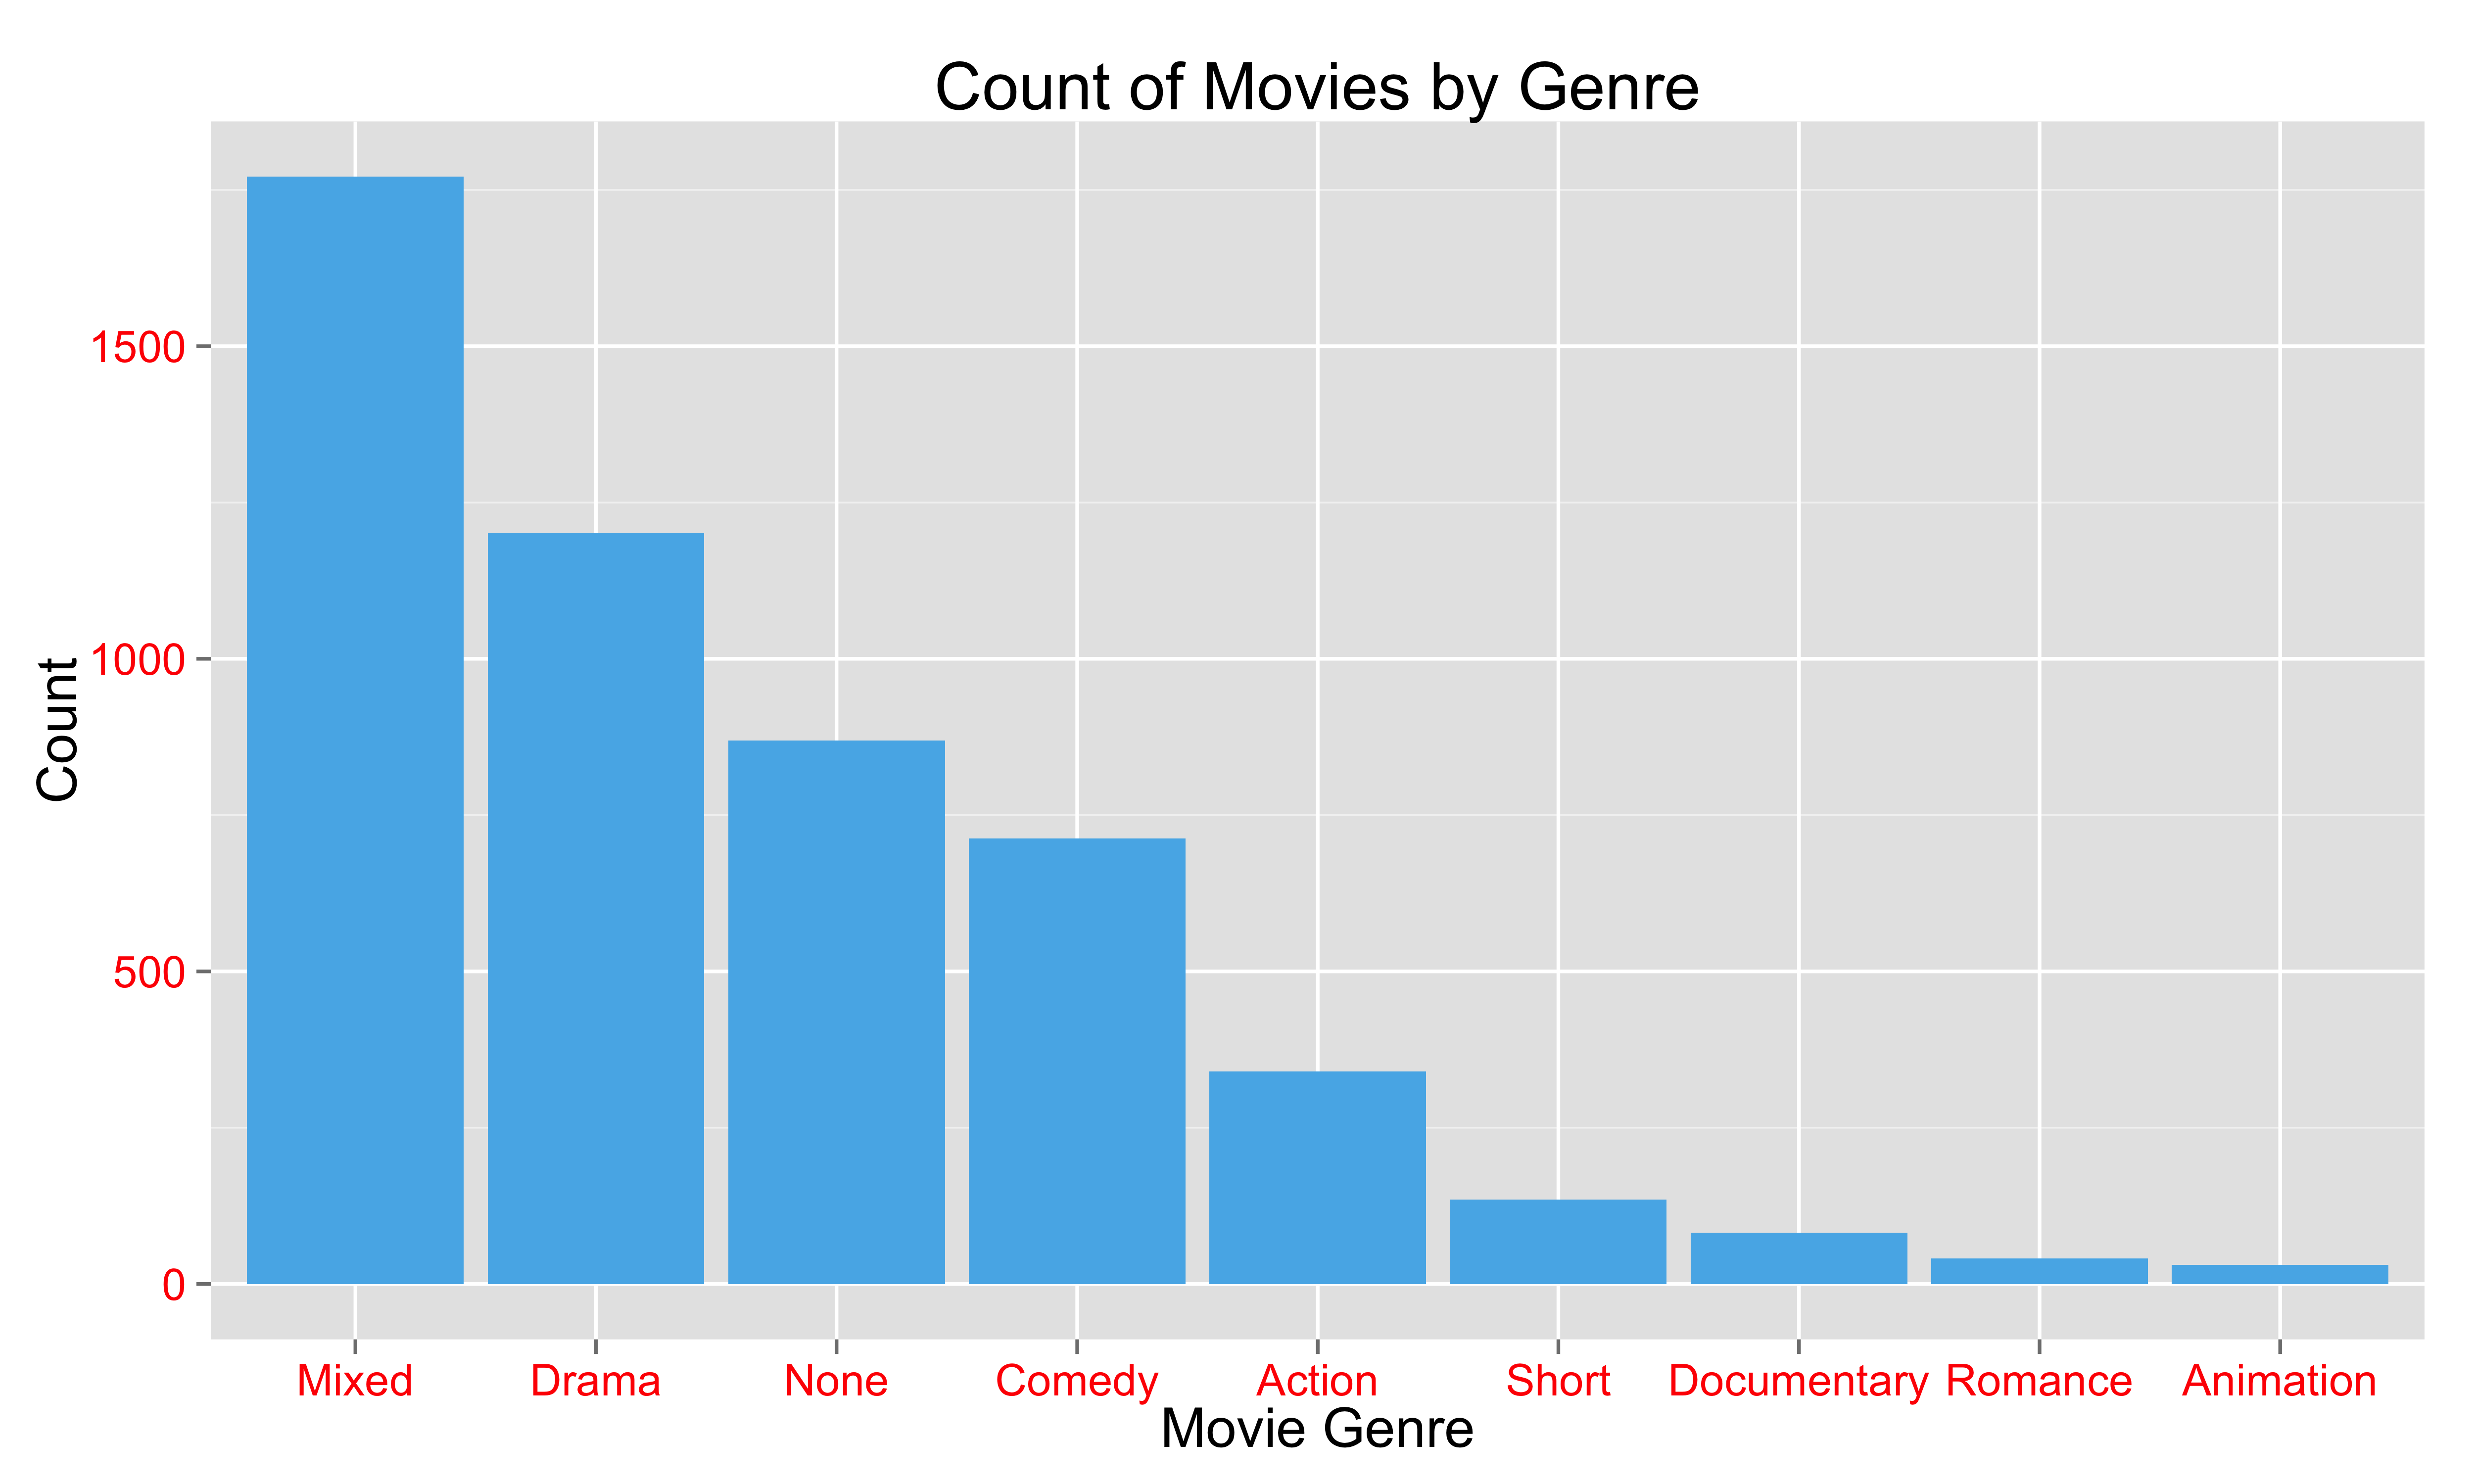 Count of Movies by Genre
Count
1500
1000
500
0
Mixed Drama None Comedy Action Short Documentary Romance Animation
Movie Genre